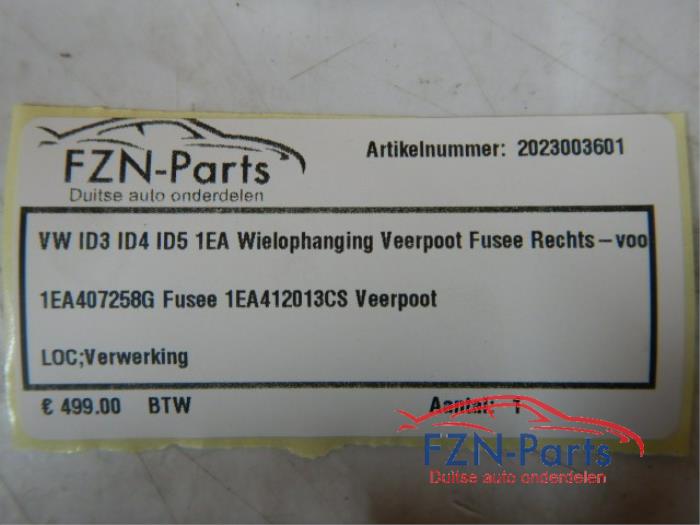 FZN-Parts
Duitse auto onderdelen
Artikelnummer: 2023003601
VW ID3 ID4 ID5 1EA Wielophanging Veerpoot Fusee Rechts-voo
1EA407258G Fusee 1EA412013CS Veerpoot
LOC;Verwerking
€ 499.00 BTW
Aantal: 1
FZN-Parts
Duitse auto onderdelen